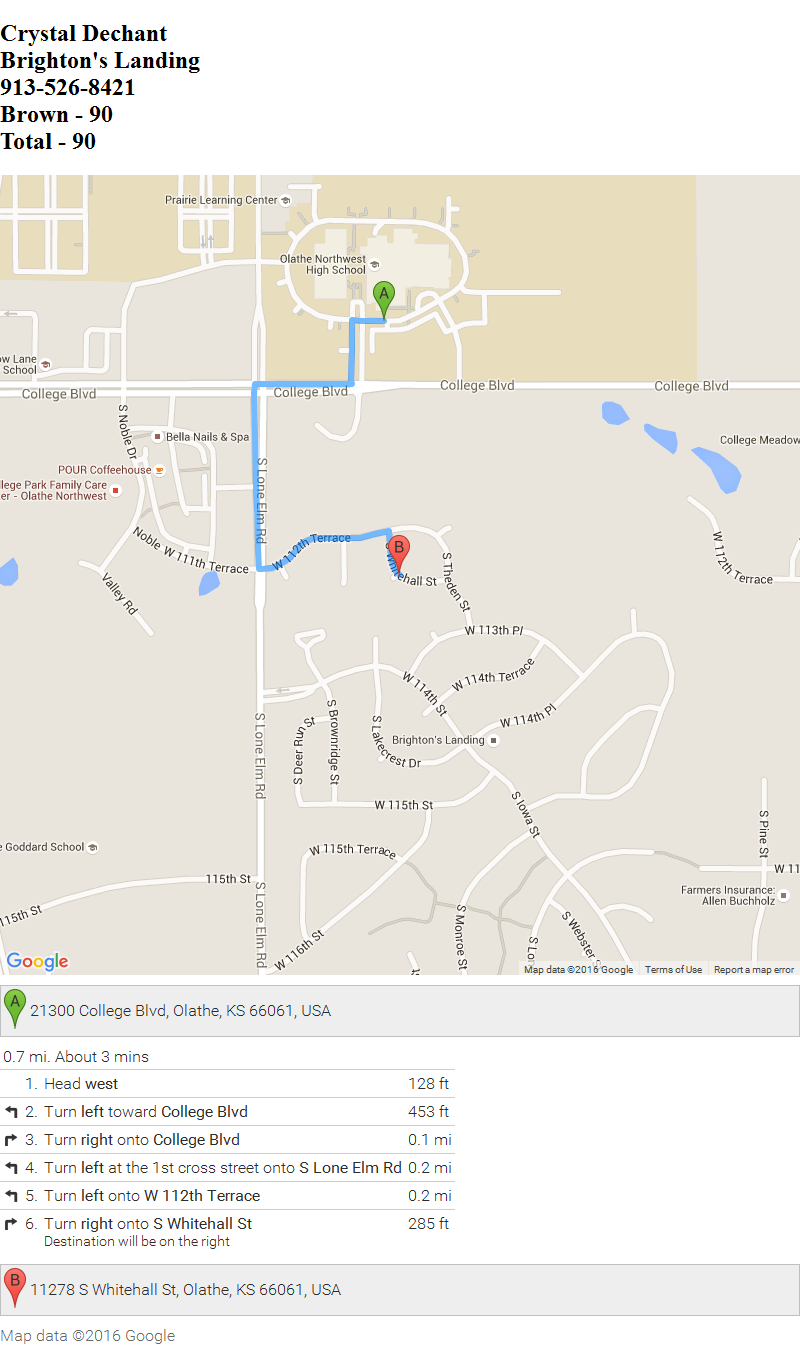 Crystal Dechant
Brighton's Landing
913-526-8421
Brown - 90
Total - 90
Prairie Learning Center
Olathe Northwest
High School
A
ow Lane
School
College Blvd
College Blvd
College Blvd
College Blvd
S Noble Dr
Bella Nails & Spa
College Meadow
POUR Coffeehouse
llege Park Family Care
er - Olathe Northwest
S Lone Elm Rd
Noble W 111th Terrace
W 112th Terrace
B
S Whitehall St
S Theden St
W 112th Terrace
Valley Rd
W 113th Pl
W 114th Terrace
W 114th St
W 114th Pl
S Lone Elm Rd
S Deer Run St
S Brownridge St
S Lakecrest Dr
Brighton's Landing
W 115th St
S Iowa St
S Pine St
e Goddard School
W 115th Terrace
W 11
115th St
115th St
S Lone Elm Rd
Farmers Insurance:
Allen Buchholz
W 116th St
S Monroe St
S Lo
S Webster S
Google
Map data ©2016 Google
Terms of Use
Report a map error
A
21300 College Blvd, Olathe, KS 66061, USA
0.7 mi. About 3 mins
1. Head west 128 ft
2. Turn left toward College Blvd 453 ft
3. Turn right onto College Blvd 0.1 mi
4. Turn left at the 1st cross street onto S Lone Elm Rd 0.2 mi
5. Turn left onto W 112th Terrace 0.2 mi
6. Turn right onto S Whitehall St 285 ft
Destination will be on the right
B
11278 S Whitehall St, Olathe, KS 66061, USA
Map data ©2016 Google